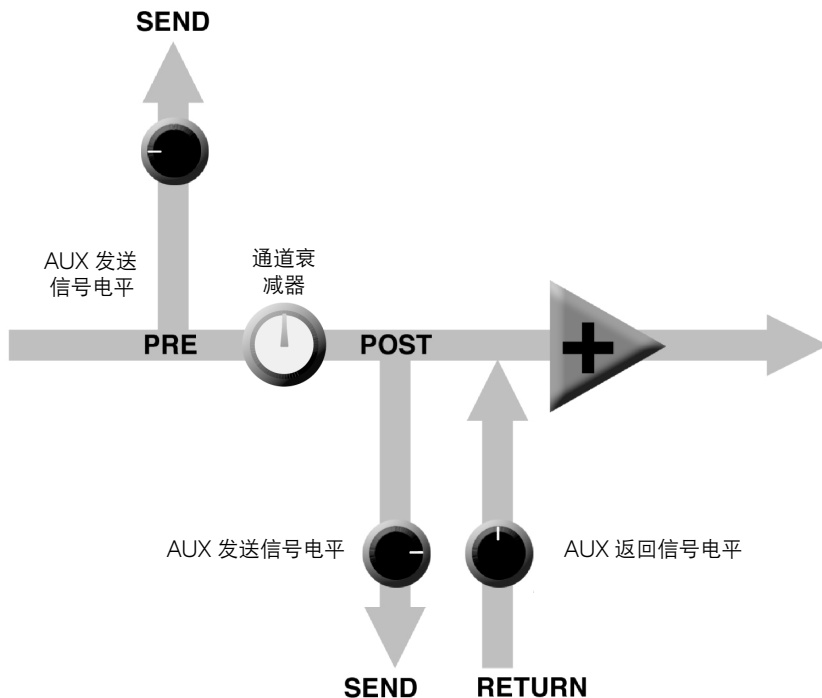 SEND
AUX 发送
信号电平
通道衰
减器
PRE
POST
AUX 发送信号电平
AUX 返回信号电平
SEND
RETURN